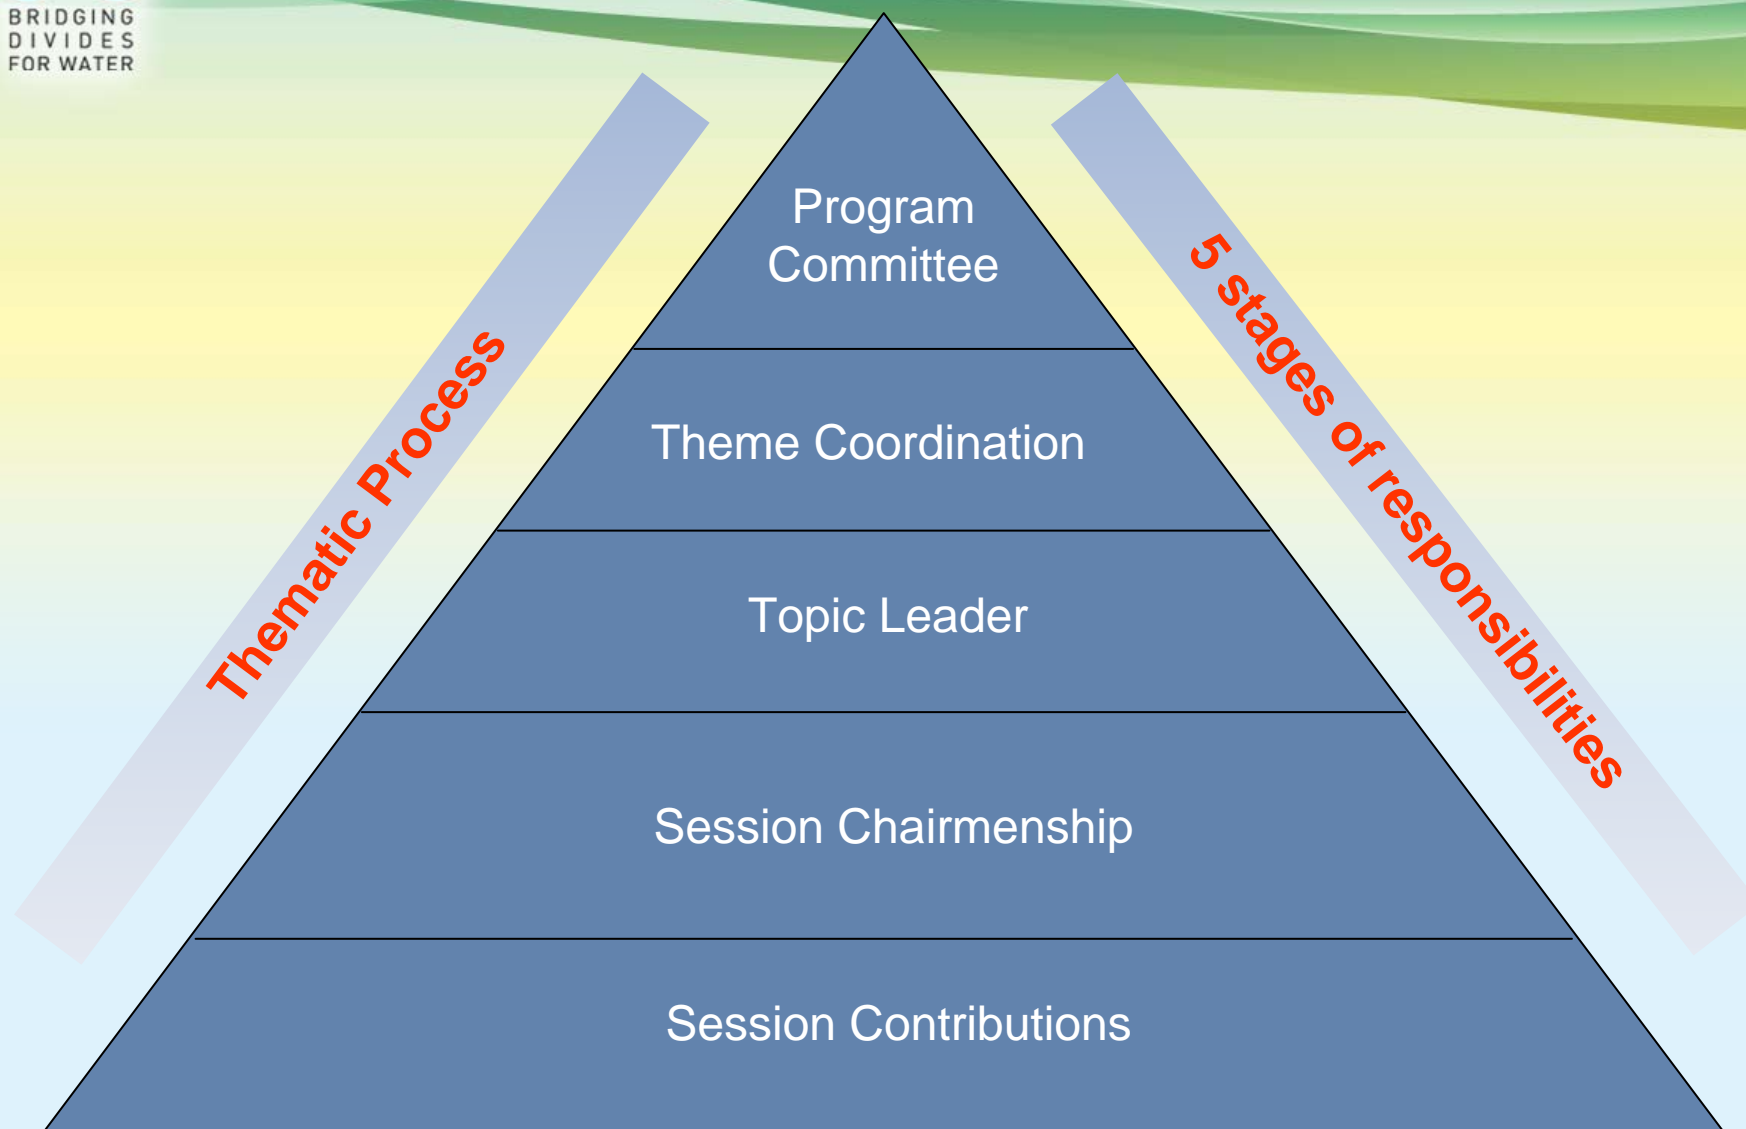 BRIDGING
DIVIDES
FOR WATER
Program
Committee
Thematic Process
5 stages of responsibilities
Theme Coordination
Topic Leader
Session Chairmenship
Session Contributions